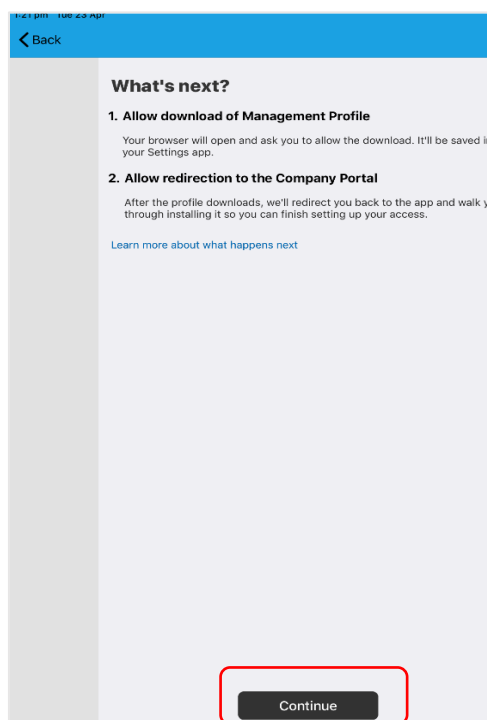 1:21 pm Tue 23 Apr
Back
What's next?
1. Allow download of Management Profile
Your browser will open and ask you to allow the download. It'll be saved
your Settings app.
2. Allow redirection to the Company Portal
After the profile downloads, we'll redirect you back to the app and walk
through installing it so you can finish setting up your access.
Learn more about what happens next
Continue